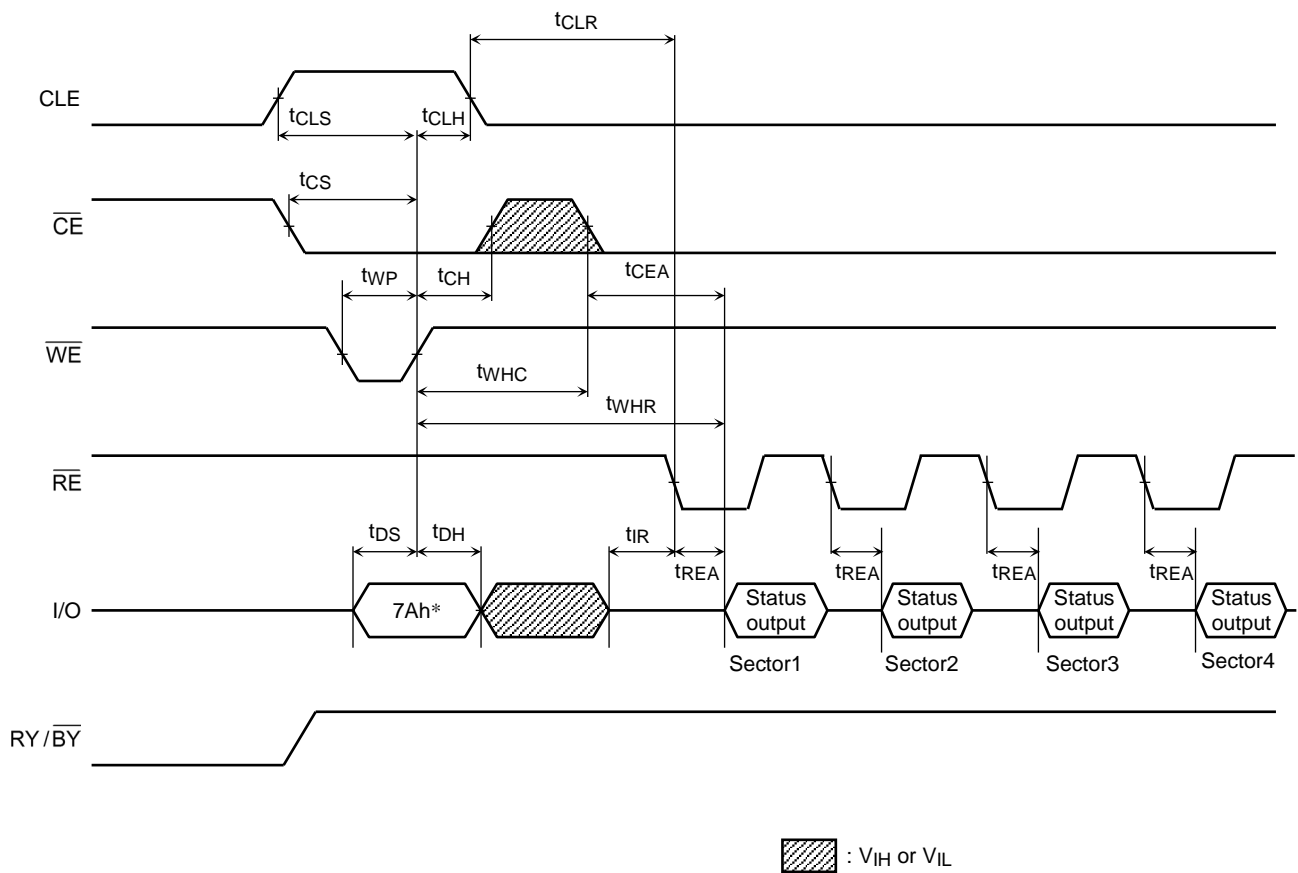 tCLR
CLE
tCLS
tCLH
tCS
CE
tCEA
tWP
tCH
WE
tWHC
tWHR
RE
tDS
tDH
tIR
tREA
tREA
tREA
tREA
I/O
7Ah*
Status output
Status output
Status output
Status output
Sector1
Sector2
Sector3
Sector4
RY/BY
: VIH or VIL